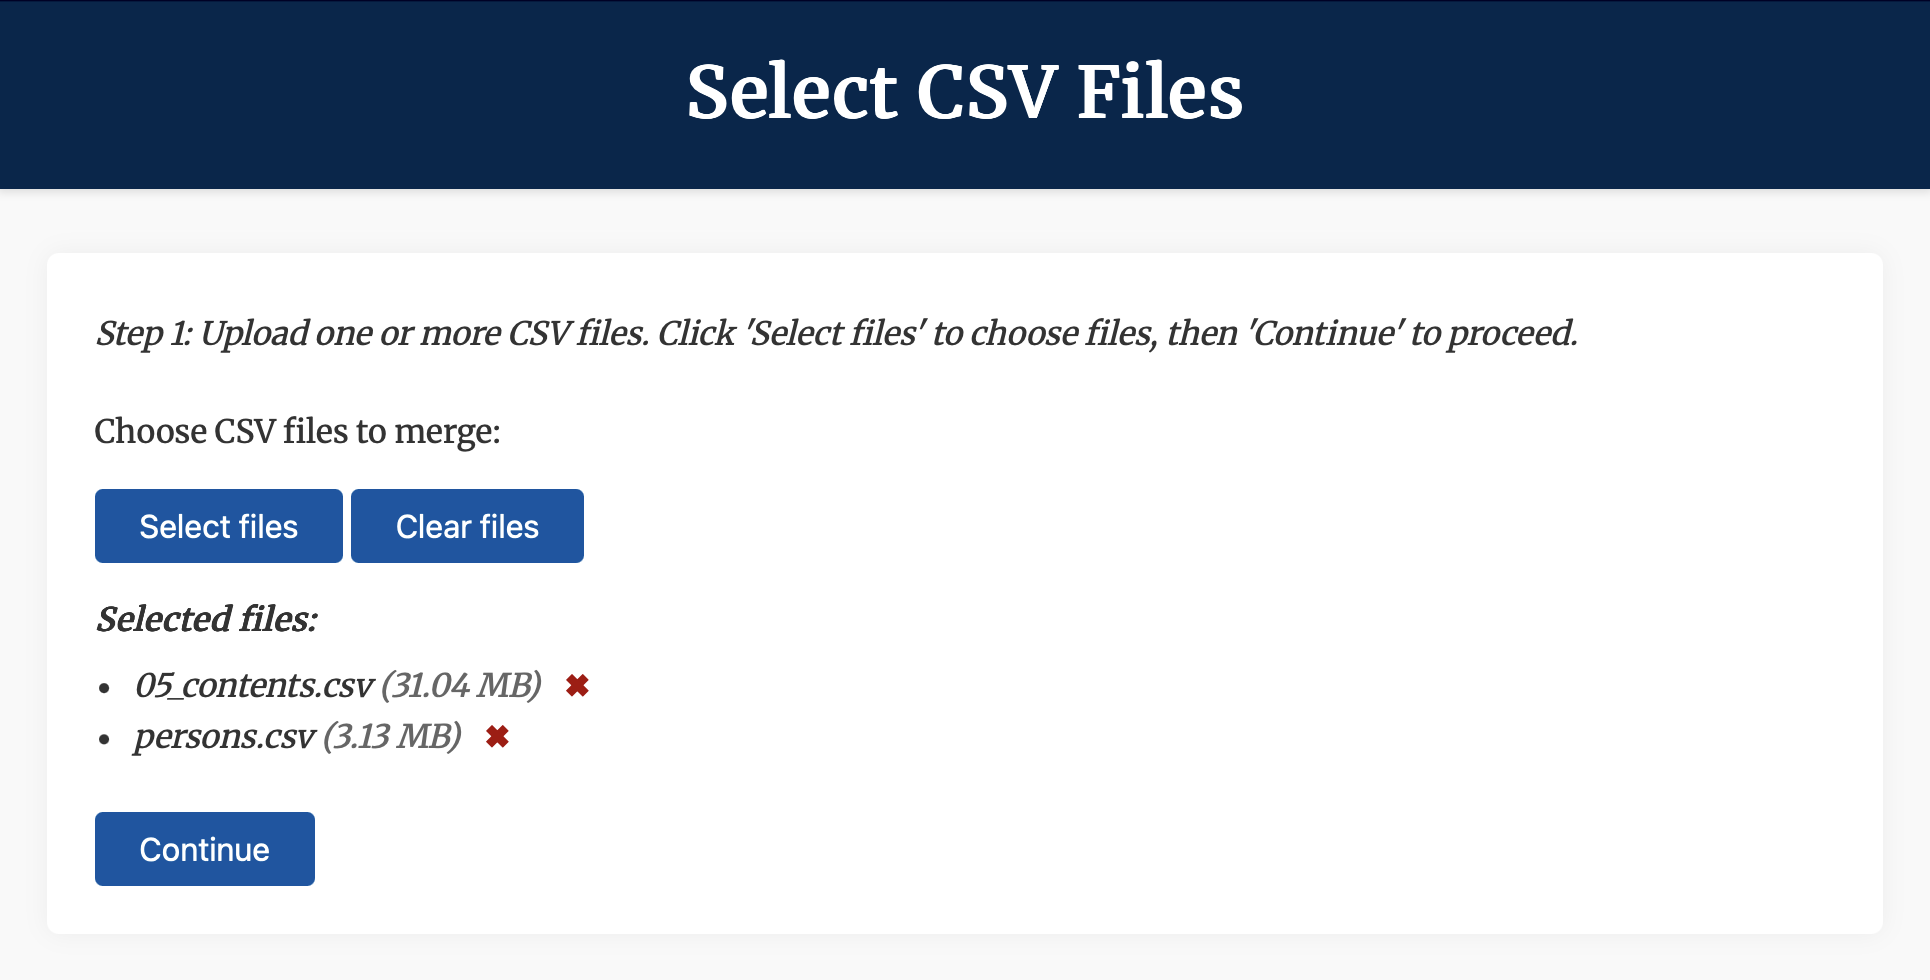 Select CSV Files
Step 1: Upload one or more CSV files. Click 'Select files' to choose files, then 'Continue' to proceed.
Choose CSV files to merge:
Select files Clear files
Selected files:
• 05_contents.csv (31.04 MB) ✖
• persons.csv (3.13 MB) ✖
Continue